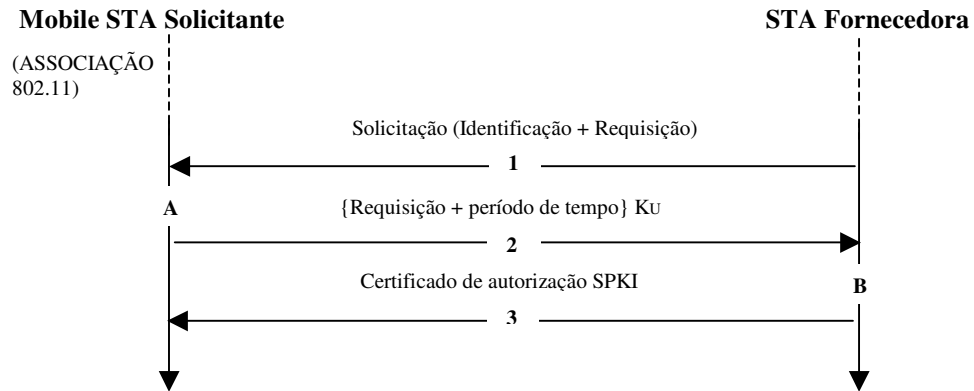 Mobile STA Solicitante
STA Fornecedora
(ASSOCIAÇÃO
802.11)
Solicitação (Identificação + Requisição)
1
A
{Requisição + período de tempo} KU
2
Certificado de autorização SPKI
B
3